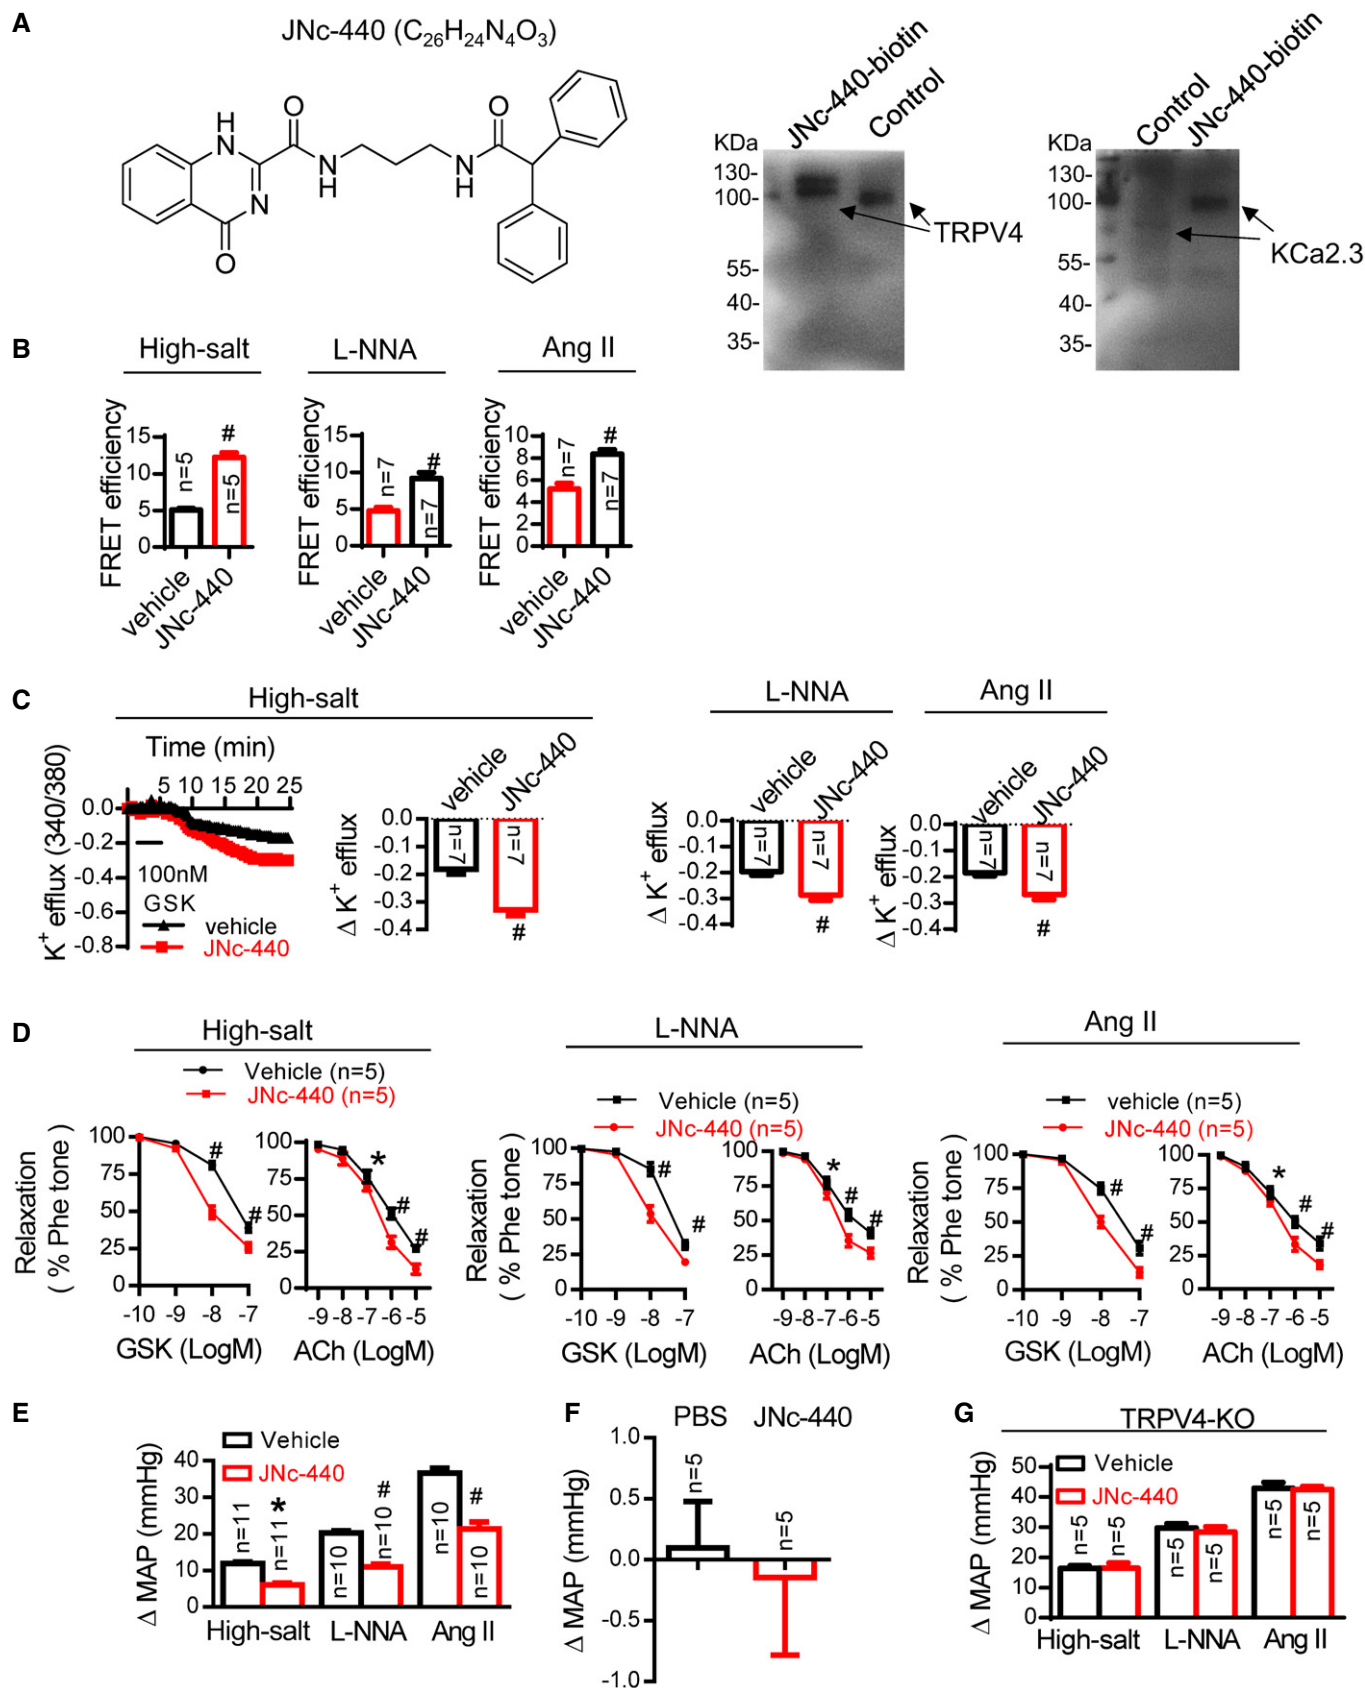 A
JNc-440 (C26H24N4O3)
H
N
N
O
O
N
H
N
H
O
JNc-440-biotin
Control
KDa
130-
100-
55-
40-
35-
TRPV4
Control
JNc-440-biotin
KDa
130-
100-
55-
40-
35-
KCa2.3
B
High-salt
FRET efficiency
15
10
5
0
n=5
#
n=5
vehicle
JNc-440
L-NNA
FRET efficiency
15
10
5
0
n=7
#
n=7
vehicle
JNc-440
Ang II
FRET efficiency
10
8
6
4
2
0
n=7
#
n=7
vehicle
JNc-440
C
High-salt
Time (min)
5 10 15 20 25
K+ efflux (340/380)
0.0
-0.2
-0.4
-0.6
-0.8
100nM
GSK
vehicle
JNc-440
vehicle
JNc-440
Δ K+ efflux
0.0
-0.1
-0.2
-0.3
-0.4
n=7
n=7
#
L-NNA
vehicle
JNc-440
Δ K+ efflux
0.0
-0.1
-0.2
-0.3
-0.4
n=7
n=7
#
Ang II
vehicle
JNc-440
Δ K+ efflux
0.0
-0.1
-0.2
-0.3
-0.4
n=7
n=7
#
D
High-salt
Vehicle (n=5)
JNc-440 (n=5)
Relaxation
( % Phe tone)
100
75
50
25
0
#
#
-10 -9 -8 -7
GSK (LogM)
100
75
50
25
0
*
#
#
-9 -8 -7 -6 -5
ACh (LogM)
L-NNA
Vehicle (n=5)
JNc-440 (n=5)
Relaxation
( % Phe tone)
100
75
50
25
0
#
#
-10 -9 -8 -7
GSK (LogM)
100
75
50
25
0
*
#
#
-9 -8 -7 -6 -5
ACh (LogM)
Ang II
vehicle (n=5)
JNc-440 (n=5)
Relaxation
( % Phe tone )
100
75
50
25
0
#
#
-10 -9 -8 -7
GSK (LogM)
100
75
50
25
0
*
#
#
-9 -8 -7 -6 -5
ACh (LogM)
E
Vehicle
JNc-440
Δ MAP (mmHg)
40
30
20
10
0
n=11
n=11
*
n=10
n=10
#
n=10
n=10
#
High-salt L-NNA Ang II
F
PBS JNc-440
Δ MAP (mmHg)
1.0
0.5
0.0
-0.5
-1.0
n=5
n=5
G
TRPV4-KO
Vehicle
JNc-440
Δ MAP (mmHg)
50
40
30
20
10
0
n=5
n=5
n=5
n=5
n=5
n=5
High-salt L-NNA Ang II